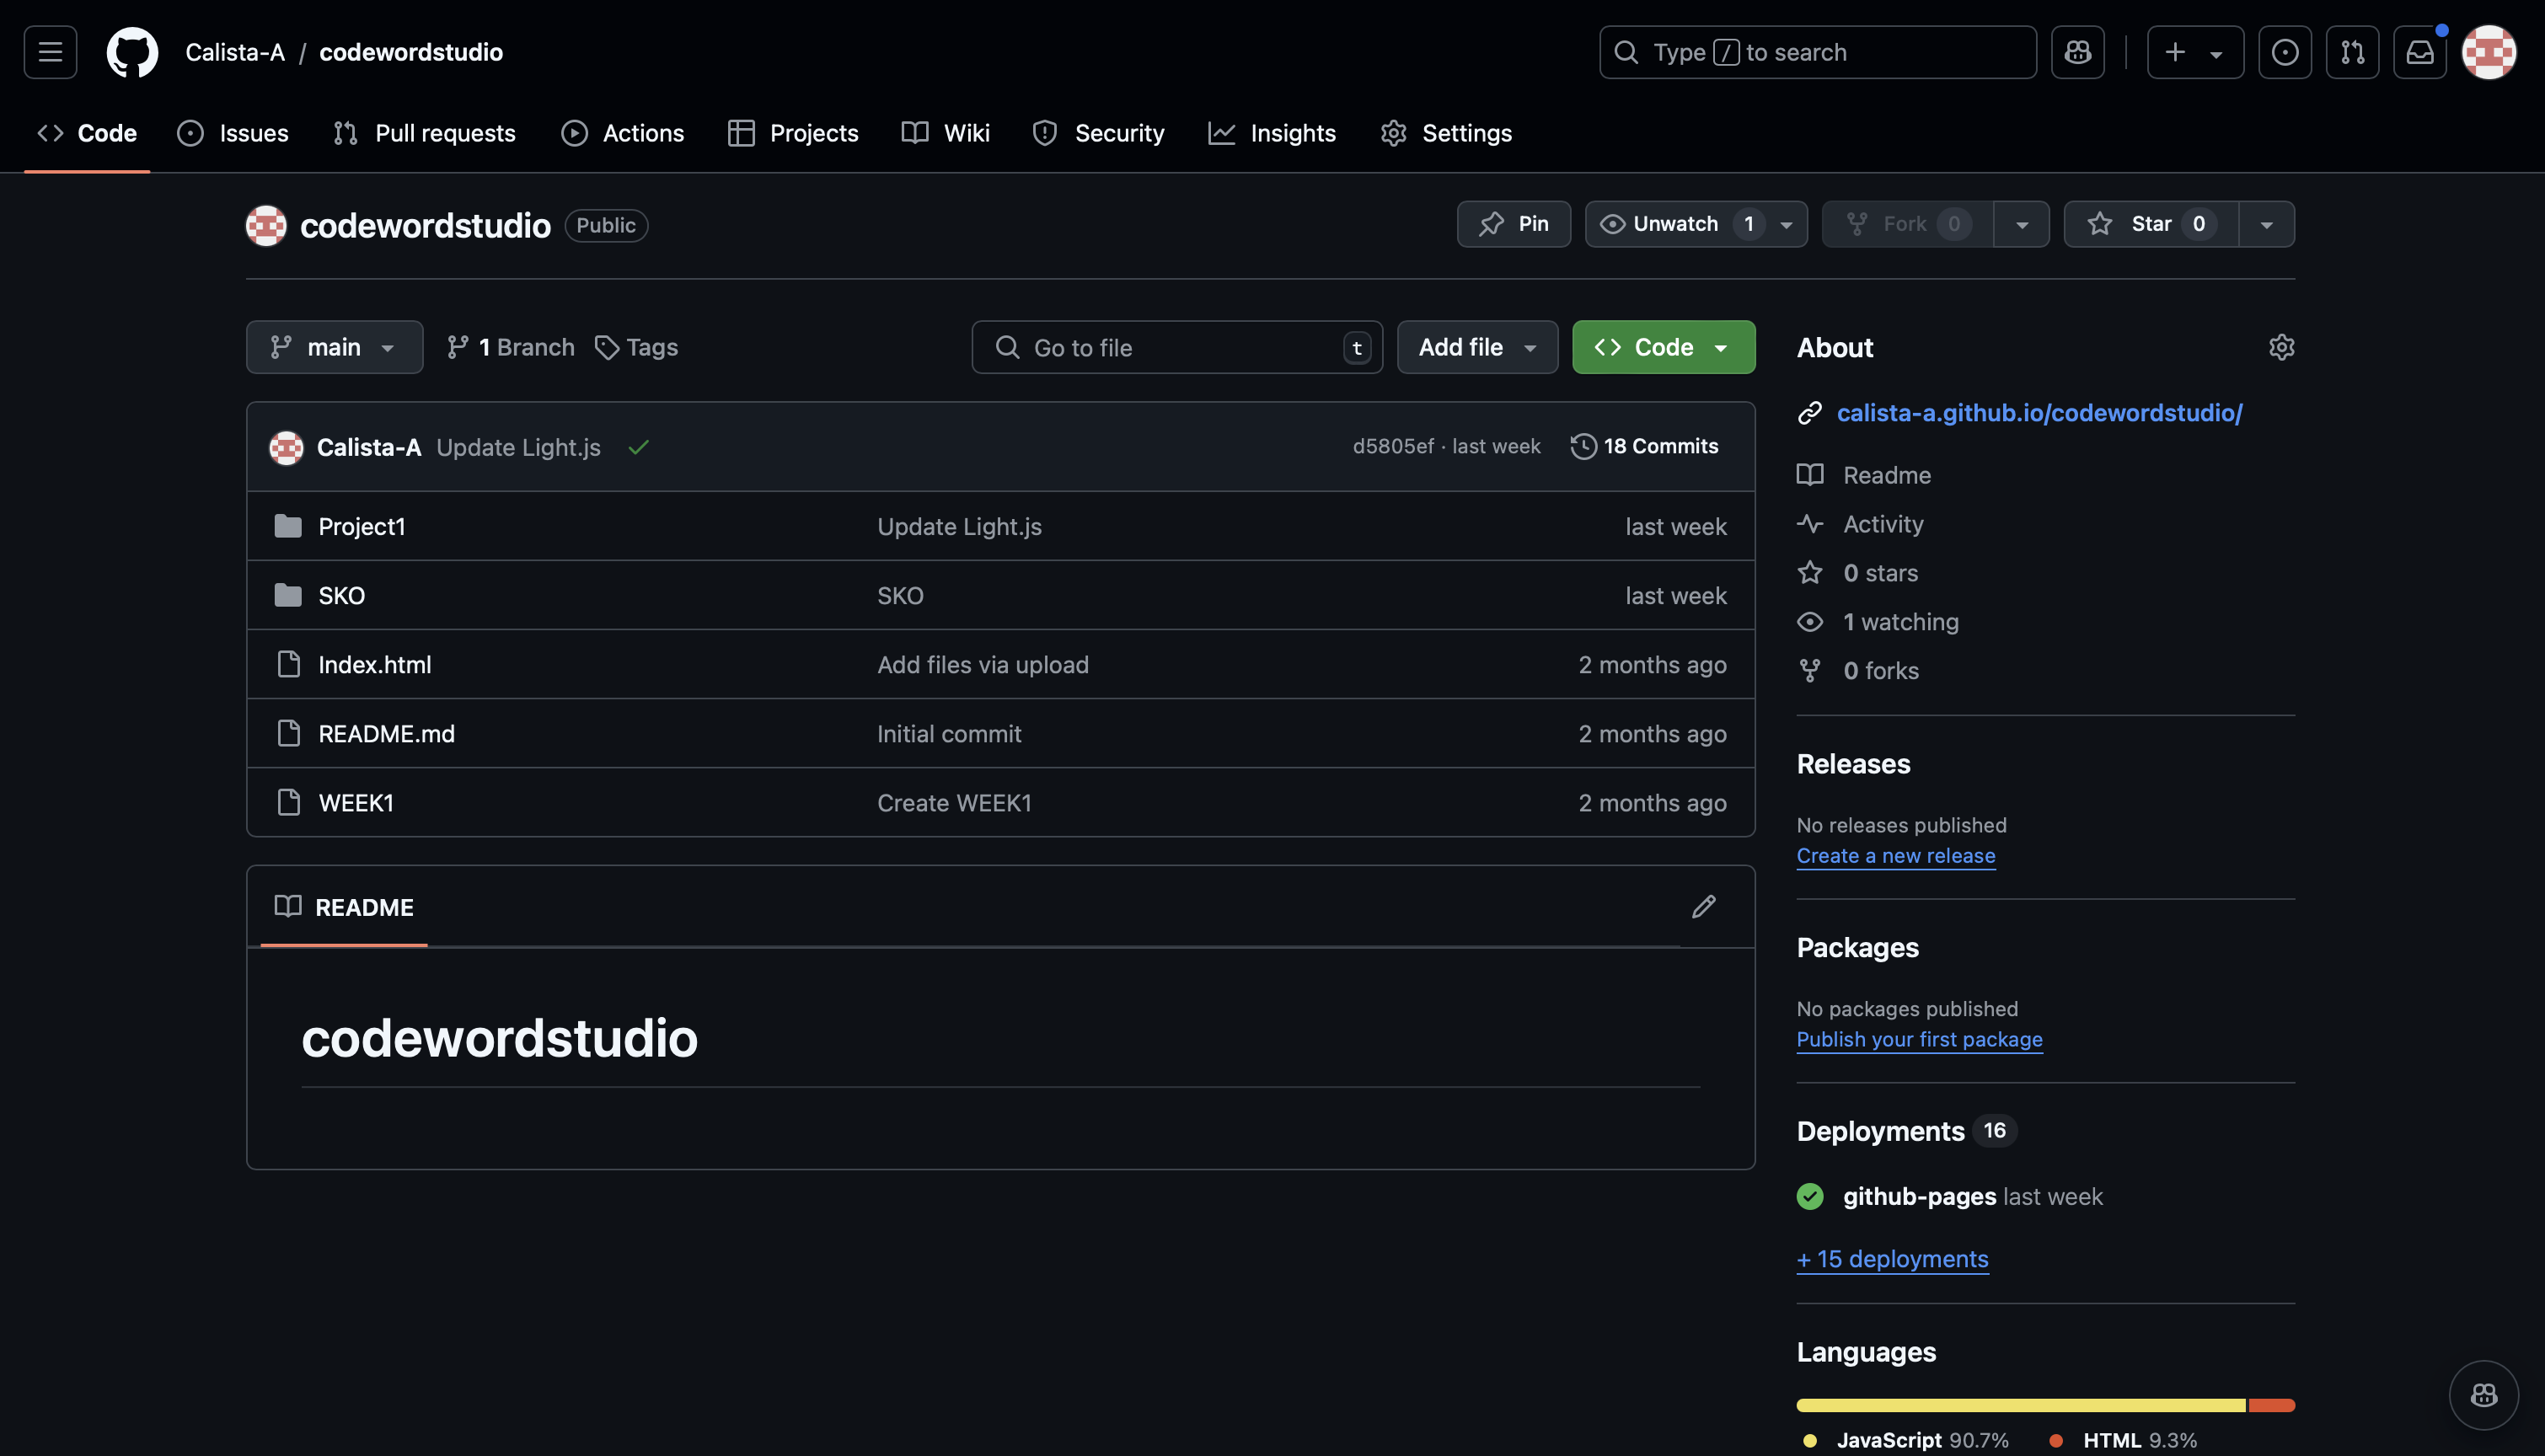 Calista-A / codewordstudio
Type / to search
Code
Issues
Pull requests
Actions
Projects
Wiki
Security
Insights
Settings
codewordstudio Public
Pin
Unwatch 1
Fork 0
Star 0
main
1 Branch
Tags
Go to file t
Add file
Code
Calista-A Update Light.js d5805ef · last week 18 Commits
Project1 Update Light.js last week
SKO SKO last week
Index.html Add files via upload 2 months ago
README.md Initial commit 2 months ago
WEEK1 Create WEEK1 2 months ago
README
codewordstudio
About
calista-a.github.io/codewordstudio/
Readme
Activity
0 stars
1 watching
0 forks
Releases
No releases published
Create a new release
Packages
No packages published
Publish your first package
Deployments 16
github-pages last week
+ 15 deployments
Languages
JavaScript 90.7% HTML 9.3%